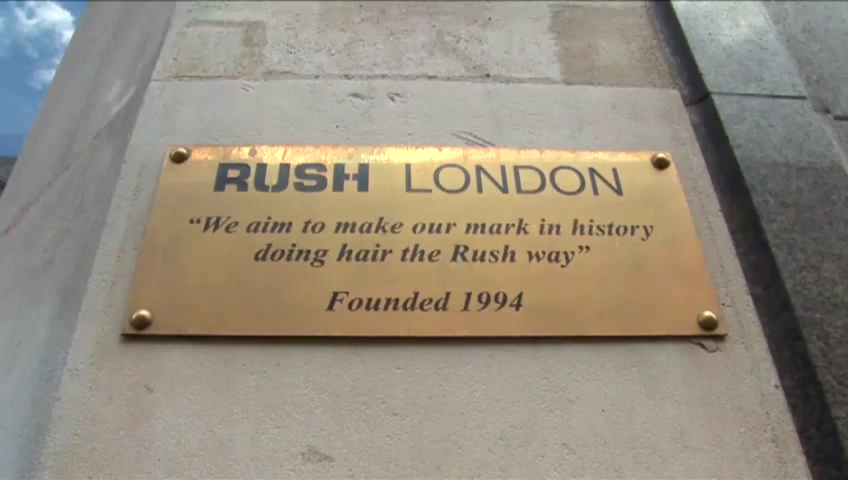 RUSH LONDON
“We aim to make our mark in history
doing hair the Rush way”
Founded 1994